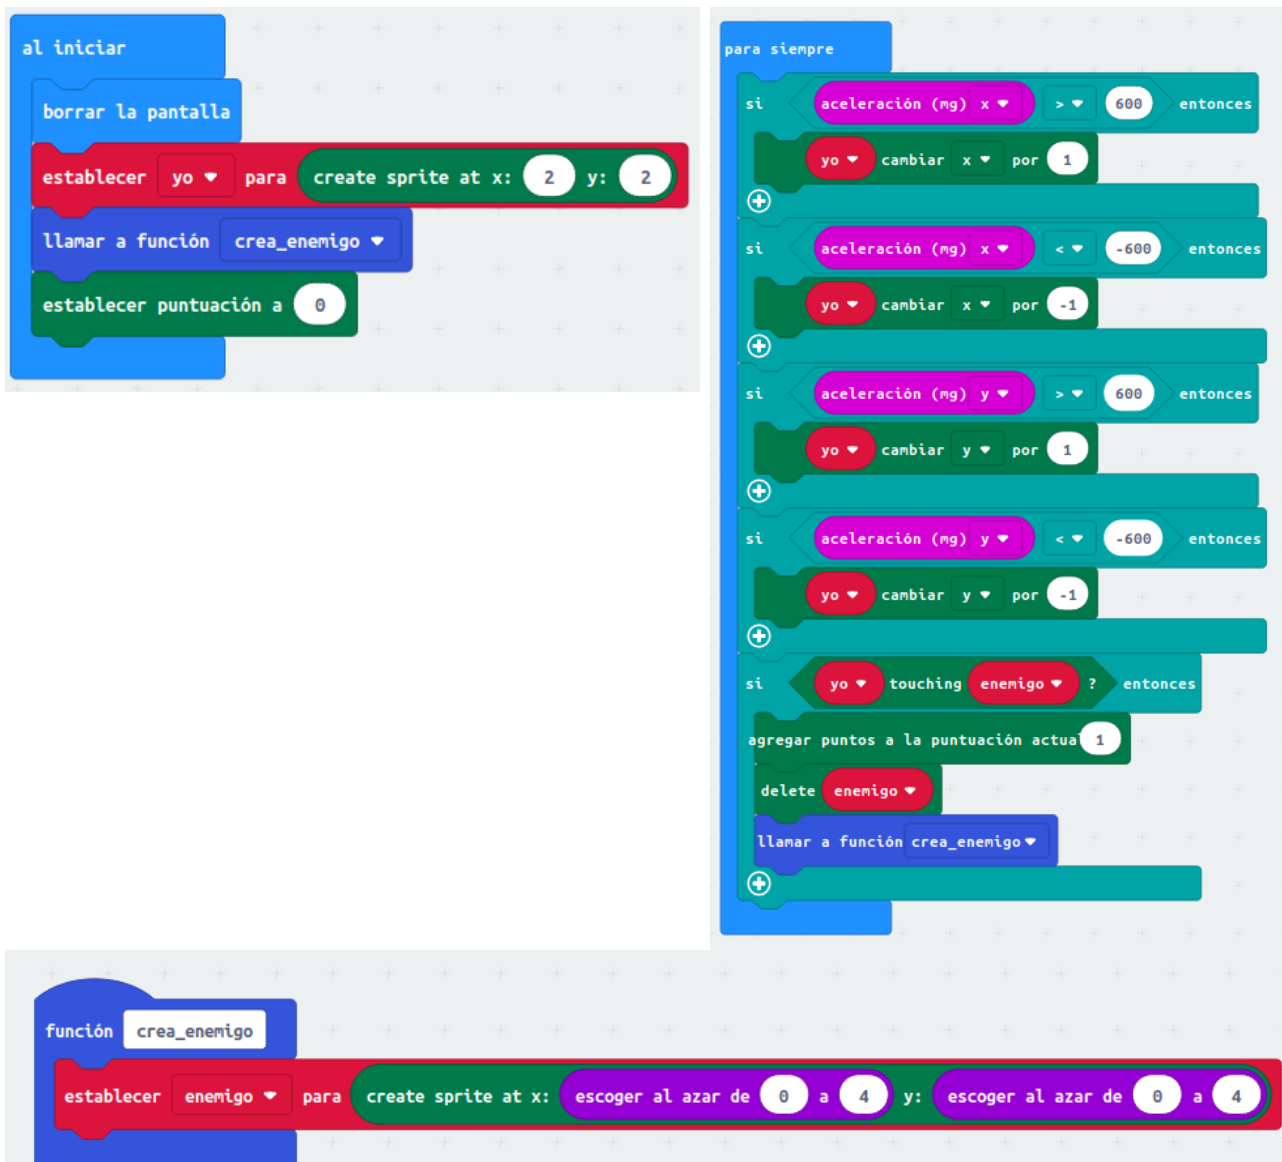 al iniciar
borrar la pantalla
establecer yo para create sprite at x: 2 y: 2
llamar a función crea_enemigo
establecer puntuación a 0
para siempre
si aceleración (mg) x > 600 entonces
yo cambiar x por 1
si aceleración (mg) x < -600 entonces
yo cambiar x por -1
si aceleración (mg) y > 600 entonces
yo cambiar y por 1
si aceleración (mg) y < -600 entonces
yo cambiar y por -1
si yo touching enemigo ? entonces
agregar puntos a la puntuación actual 1
delete enemigo
llamar a función crea_enemigo
función crea_enemigo
establecer enemigo para create sprite at x: escoger al azar de 0 a 4 y: escoger al azar de 0 a 4